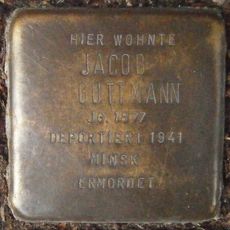 HIER WOHNTE
JACOB
GUTTMANN
JG. 1877
DEPORTIERT 1941
MINSK
ERMORDET